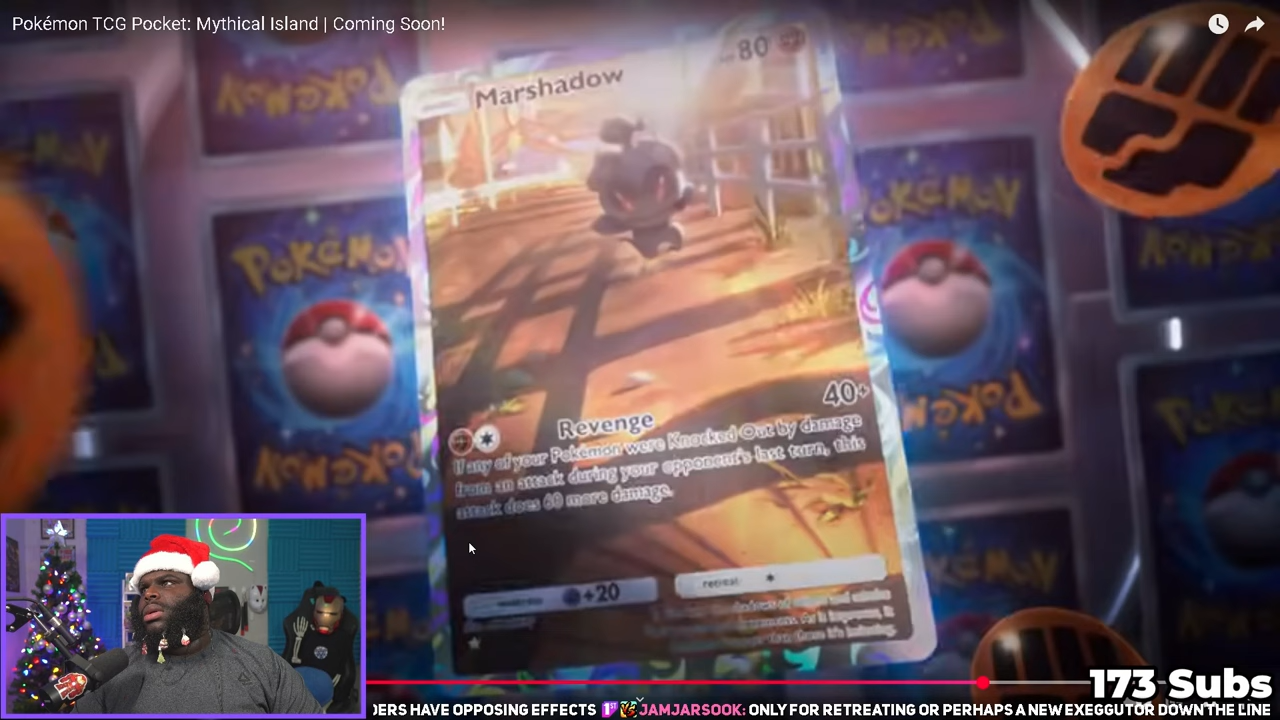 Pokémon TCG Pocket: Mythical Island | Coming Soon!
Marshadow
80
POKÉMON
POKÉMON
40+
Revenge
If any of your Pokémon were Knocked Out by damage
from an attack during your opponent's last turn, this
attack does 60 more damage.
+20
retreat
173 Subs
DERS HAVE OPPOSING EFFECTS 1ST JAMJARSOOK: ONLY FOR RETREATING OR PERHAPS A NEW EXEGGUTOR DOWN THE LINE